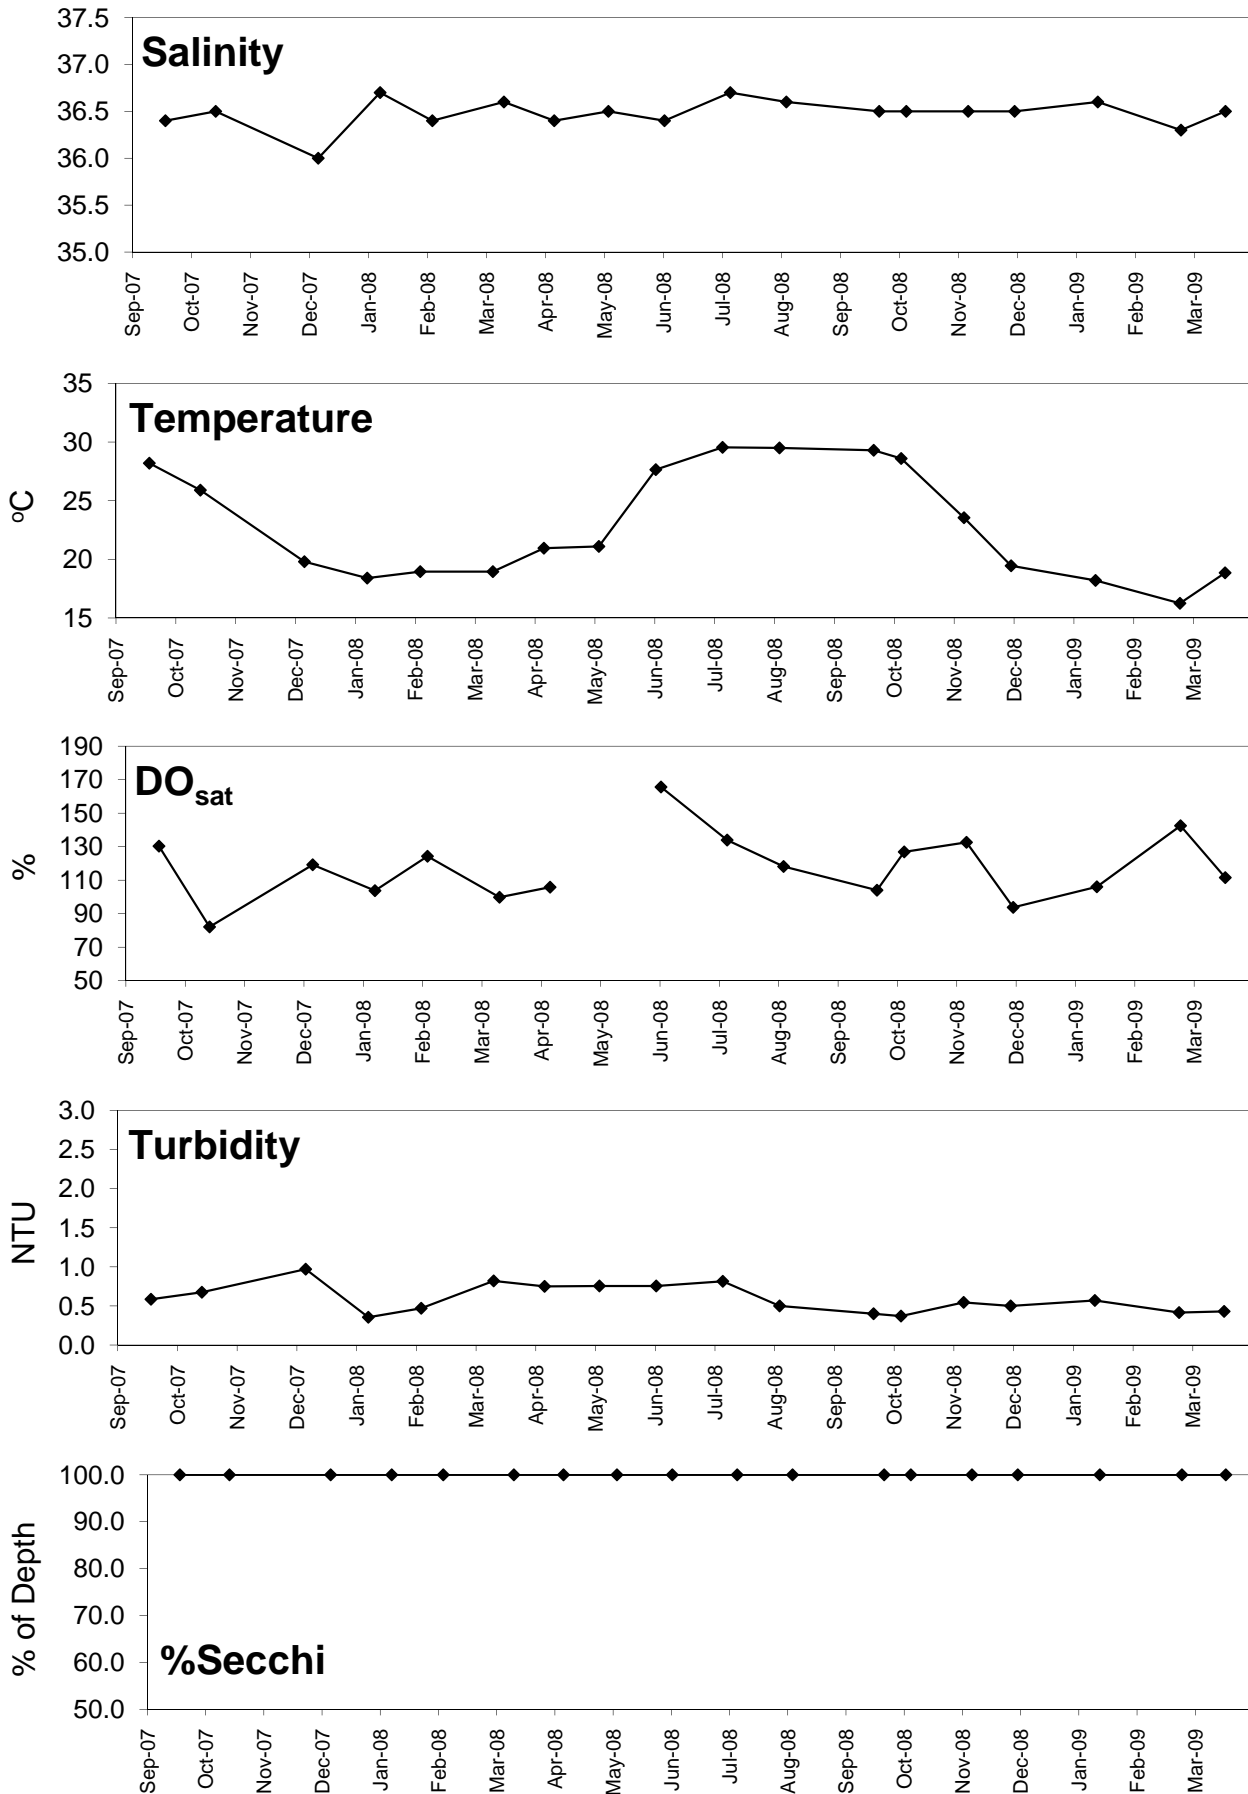 Salinity
37.5
37.0
36.5
36.0
35.5
35.0
Sep-07 Oct-07 Nov-07 Dec-07 Jan-08 Feb-08 Mar-08 Apr-08 May-08 Jun-08 Jul-08 Aug-08 Sep-08 Oct-08 Nov-08 Dec-08 Jan-09 Feb-09 Mar-09
Temperature
ºC
35
30
25
20
15
Sep-07 Oct-07 Nov-07 Dec-07 Jan-08 Feb-08 Mar-08 Apr-08 May-08 Jun-08 Jul-08 Aug-08 Sep-08 Oct-08 Nov-08 Dec-08 Jan-09 Feb-09 Mar-09
DOsat
%
190
170
150
130
110
90
70
50
Sep-07 Oct-07 Nov-07 Dec-07 Jan-08 Feb-08 Mar-08 Apr-08 May-08 Jun-08 Jul-08 Aug-08 Sep-08 Oct-08 Nov-08 Dec-08 Jan-09 Feb-09 Mar-09
Turbidity
NTU
3.0
2.5
2.0
1.5
1.0
0.5
0.0
Sep-07 Oct-07 Nov-07 Dec-07 Jan-08 Feb-08 Mar-08 Apr-08 May-08 Jun-08 Jul-08 Aug-08 Sep-08 Oct-08 Nov-08 Dec-08 Jan-09 Feb-09 Mar-09
% of Depth
100.0
90.0
80.0
70.0
60.0
50.0
%Secchi
Sep-07 Oct-07 Nov-07 Dec-07 Jan-08 Feb-08 Mar-08 Apr-08 May-08 Jun-08 Jul-08 Aug-08 Sep-08 Oct-08 Nov-08 Dec-08 Jan-09 Feb-09 Mar-09